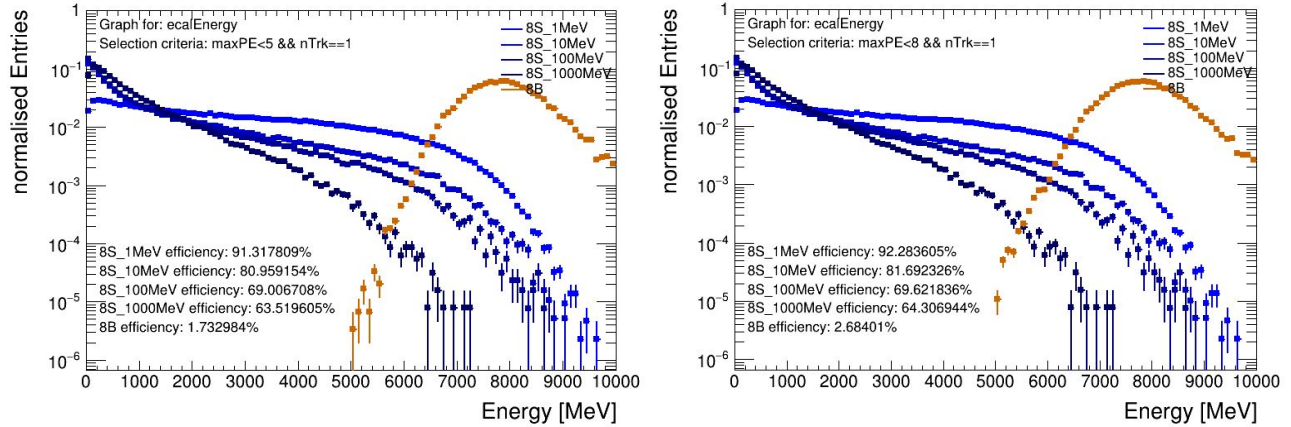 Graph for: ecalEnergy
Selection criteria: maxPE<5 && nTrk==1
8S_1MeV
8S_10MeV
8S_100MeV
8S_1000MeV
8B
normalised Entries
1
10⁻¹
10⁻²
10⁻³
10⁻⁴
10⁻⁵
10⁻⁶
8S_1MeV efficiency: 91.317809%
8S_10MeV efficiency: 80.959154%
8S_100MeV efficiency: 69.006708%
8S_1000MeV efficiency: 63.519605%
8B efficiency: 1.732984%
0 1000 2000 3000 4000 5000 6000 7000 8000 9000 10000
Energy [MeV]
Graph for: ecalEnergy
Selection criteria: maxPE<8 && nTrk==1
8S_1MeV
8S_10MeV
8S_100MeV
8S_1000MeV
8B
normalised Entries
1
10⁻¹
10⁻²
10⁻³
10⁻⁴
10⁻⁵
10⁻⁶
8S_1MeV efficiency: 92.283605%
8S_10MeV efficiency: 81.692326%
8S_100MeV efficiency: 69.621836%
8S_1000MeV efficiency: 64.306944%
8B efficiency: 2.68401%
0 1000 2000 3000 4000 5000 6000 7000 8000 9000 10000
Energy [MeV]